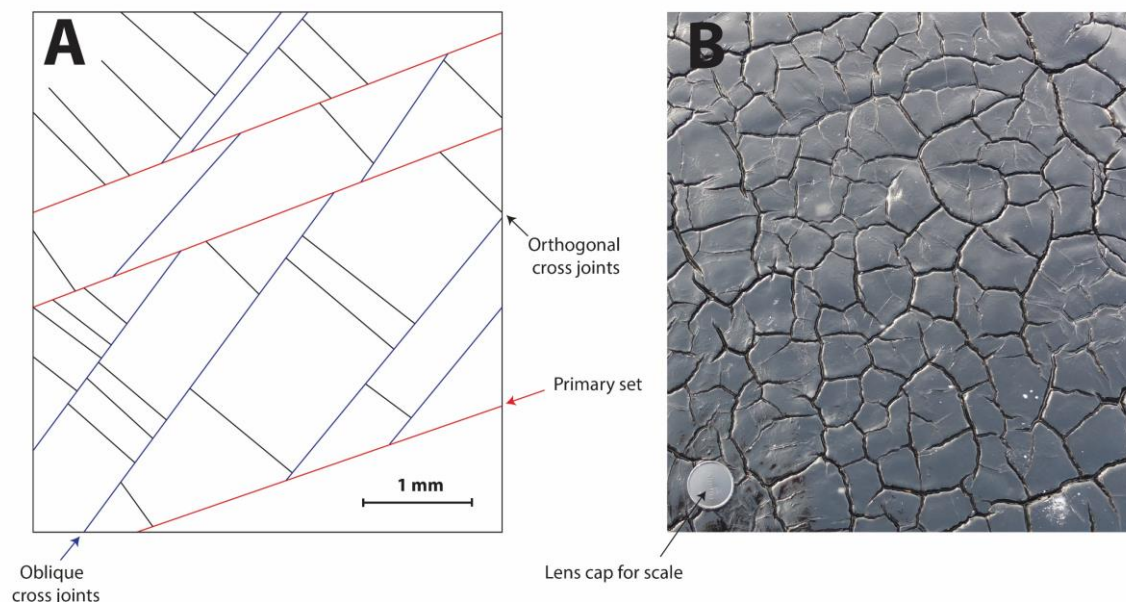 A
B
Orthogonal
cross joints
Primary set
1 mm
Oblique
cross joints
Lens cap for scale